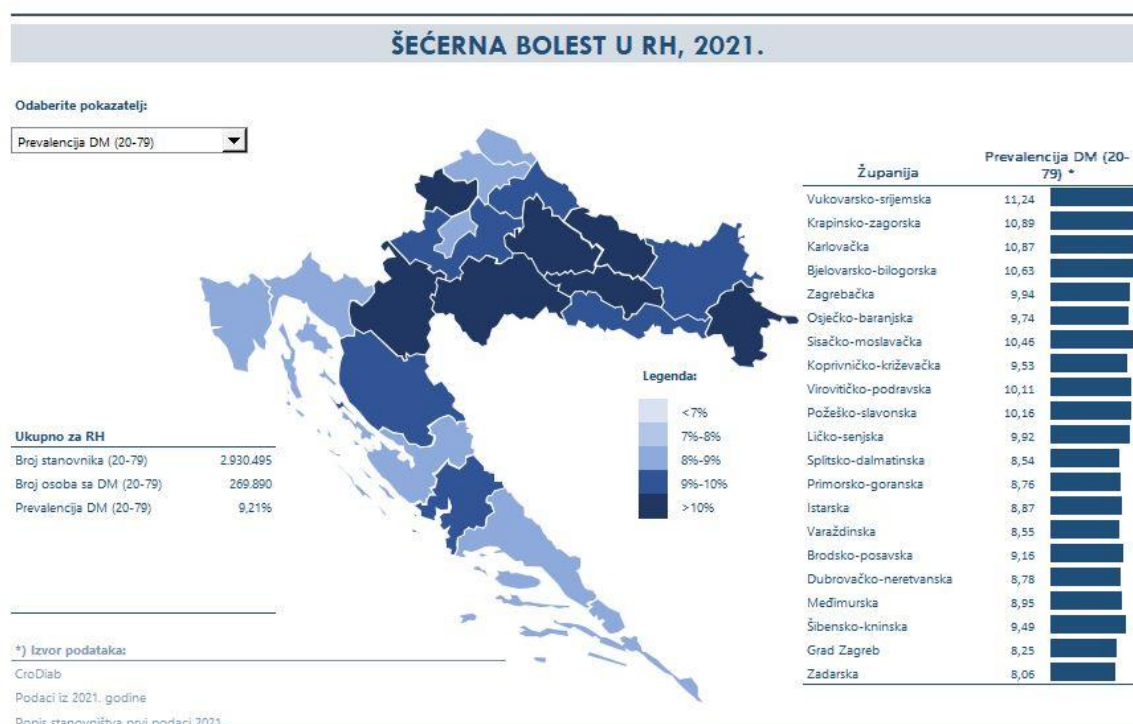 ŠEĆERNA BOLEST U RH, 2021.
Odaberite pokazatelj:
Prevalencija DM (20-79)
Županija
Prevalencija DM (20-
79) *
Vukovarsko-srijemska 11,24
Krapinsko-zagorska 10,89
Karlovačka 10,87
Bjelovarsko-bilogorska 10,63
Zagrebačka 9,94
Osječko-baranjska 9,74
Sisačko-moslavačka 10,46
Koprivničko-križevačka 9,53
Virovitičko-podravska 10,11
Požeško-slavonska 10,16
Ličko-senjska 9,92
Splitsko-dalmatinska 8,54
Primorsko-goranska 8,76
Istarska 8,87
Varaždinska 8,55
Brodsko-posavska 9,16
Dubrovačko-neretvanska 8,78
Međimurska 8,95
Šibensko-kninska 9,49
Grad Zagreb 8,25
Zadarska 8,06
Legenda:
<7%
7%-8%
8%-9%
9%-10%
>10%
Ukupno za RH
Broj stanovnika (20-79) 2.930.495
Broj osoba sa DM (20-79) 269.890
Prevalencija DM (20-79) 9,21%
*) Izvor podataka:
CroDiab
Podaci iz 2021. godine
Popis stanovništva prvi podaci 2021